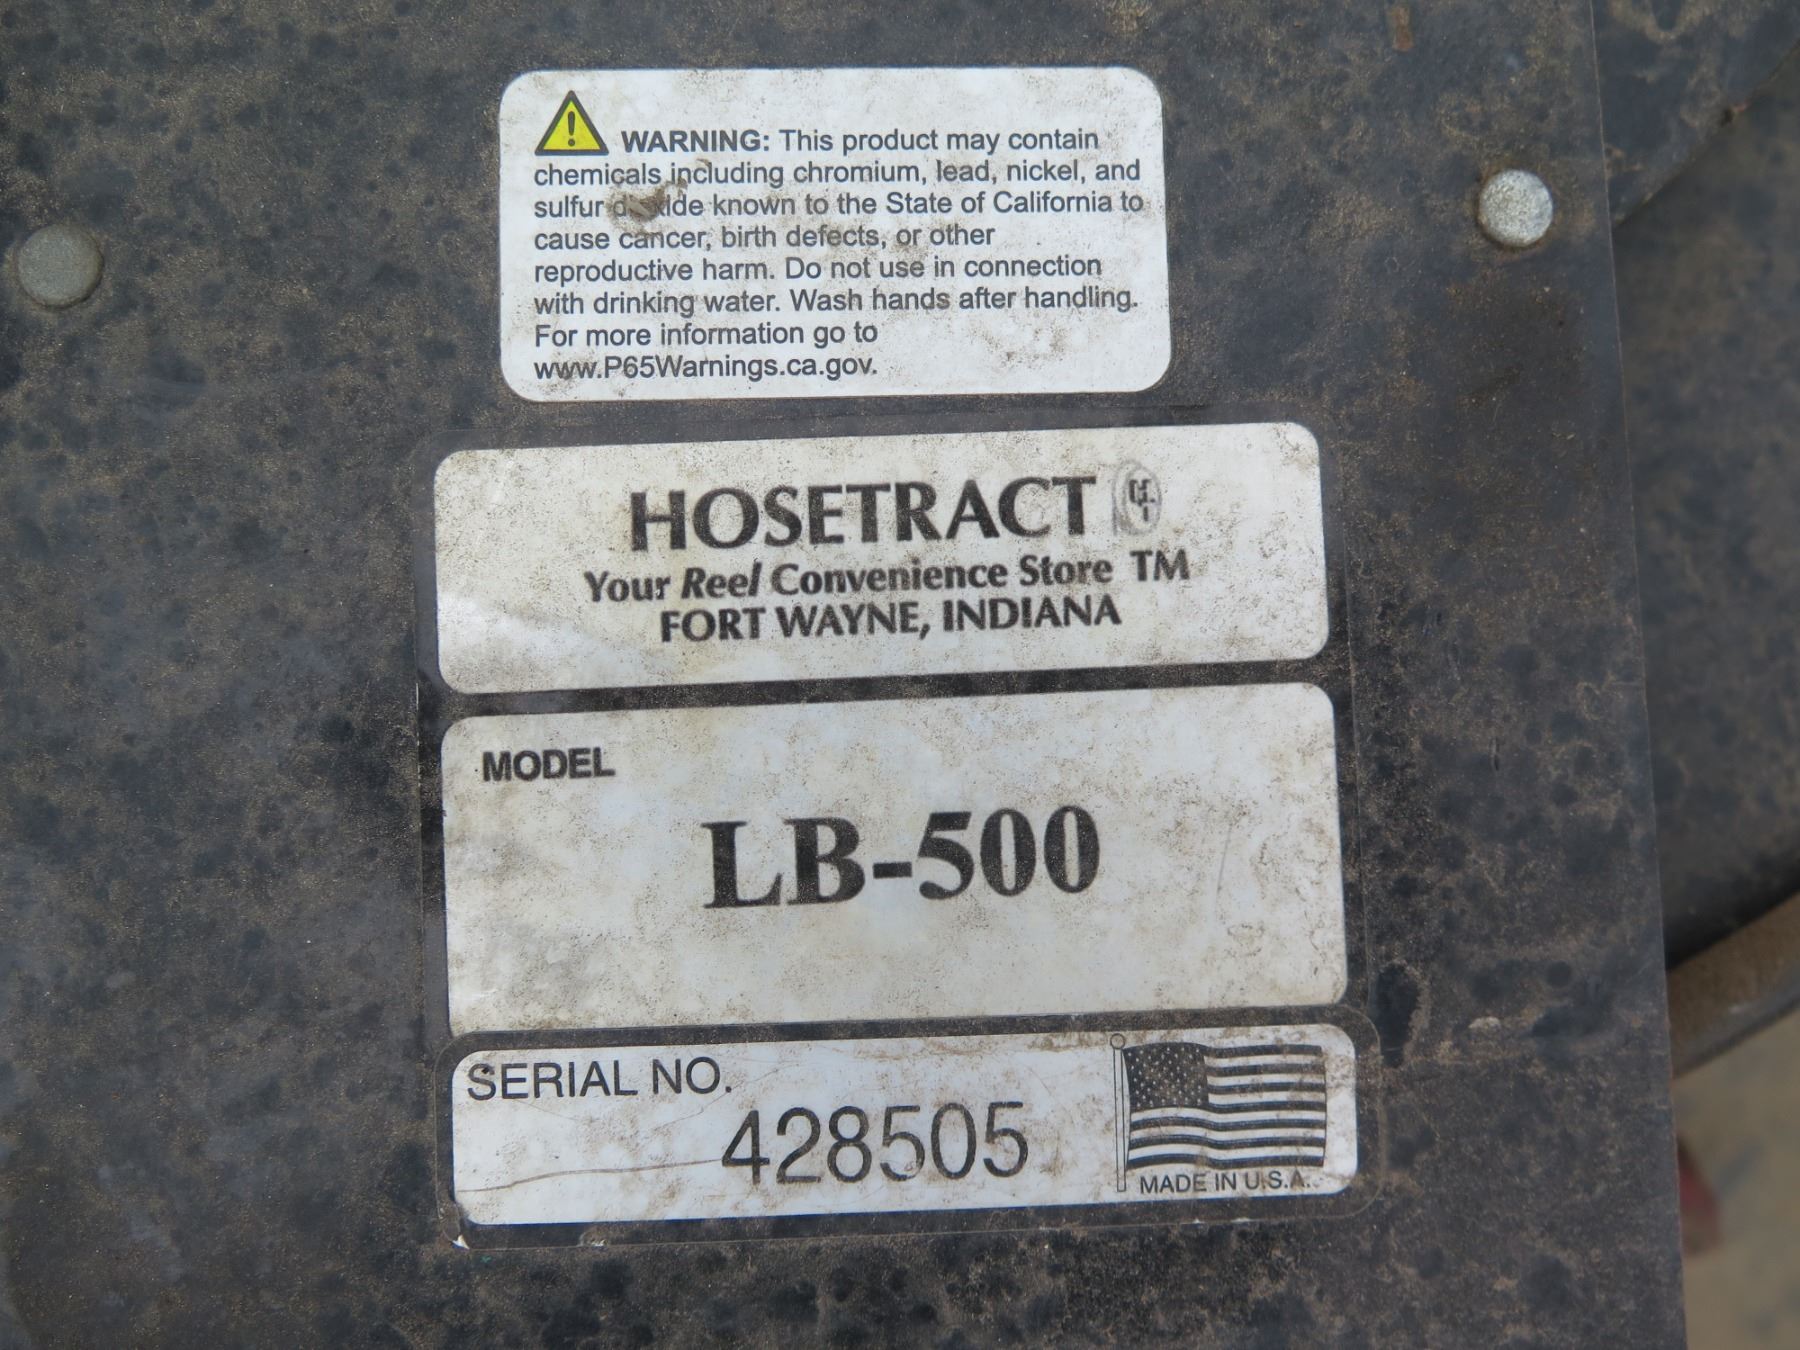 WARNING: This product may contain
chemicals including chromium, lead, nickel, and
sulfur known to the State of California to
cause cancer, birth defects, or other
reproductive harm. Do not use in connection
with drinking water. Wash hands after handling.
For more information go to
www.P65Warnings.ca.gov.
HOSETRACT
Your Reel Convenience Store TM
FORT WAYNE, INDIANA
MODEL
LB-500
SERIAL NO.
428505
MADE IN U.S.A.